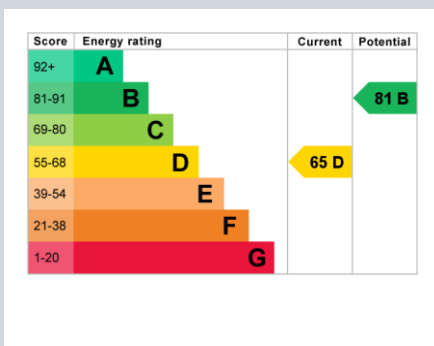 Score Energy rating Current Potential
92+ A
81-91 B 81 B
69-80 C
55-68 D 65 D
39-54 E
21-38 F
1-20 G